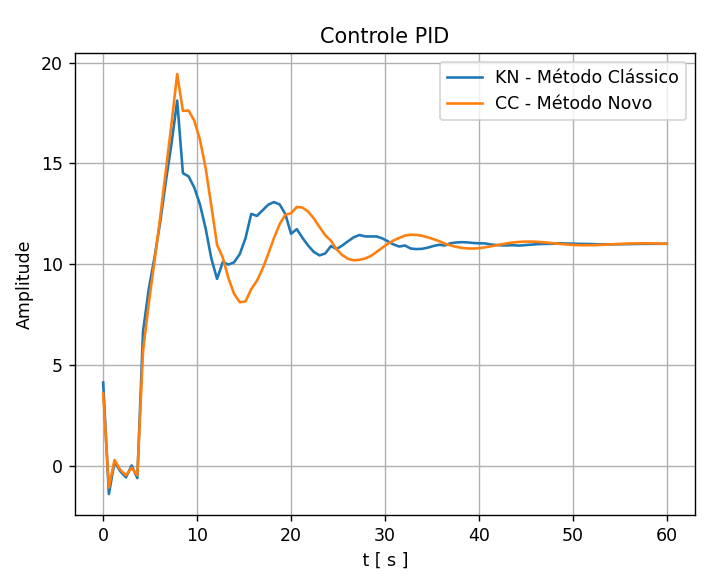 Controle PID
KN - Método Clássico
CC - Método Novo
20
15
10
5
0
Amplitude
0 10 20 30 40 50 60
t [ s ]